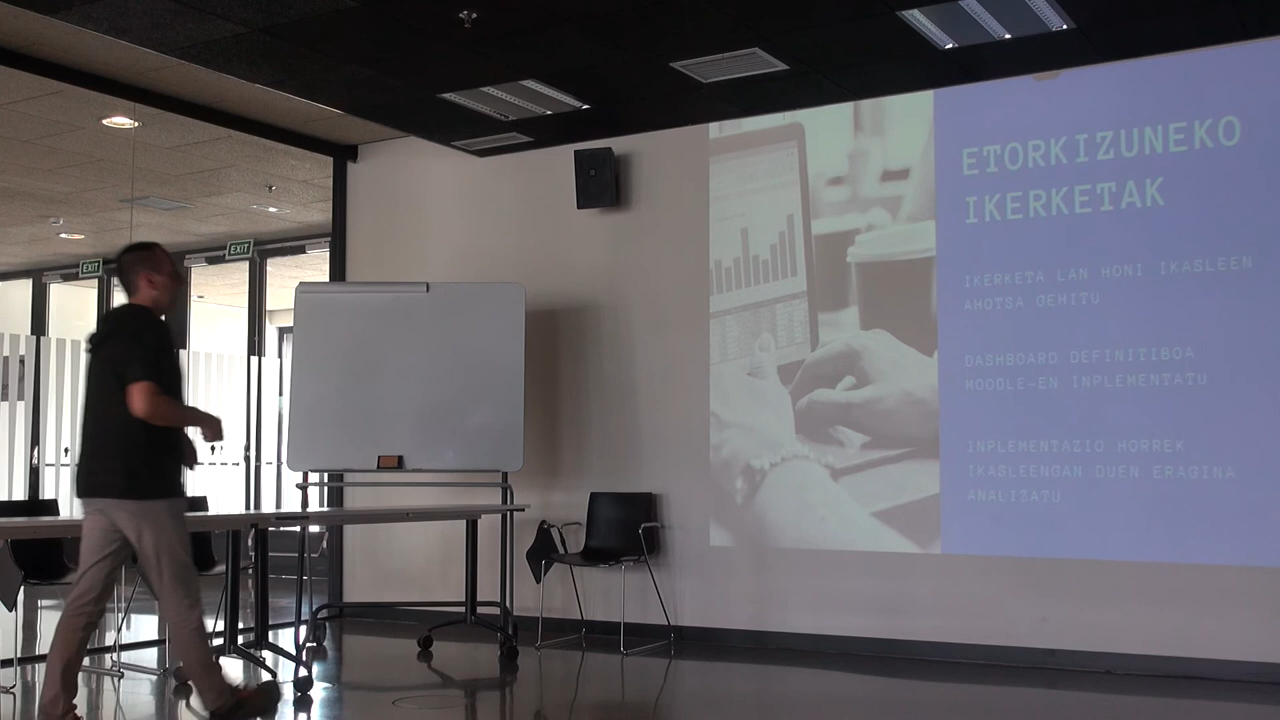 EXIT
EXIT
ETORKIZUNEKO
IKERKETAK
IKERKETA LAN HONI IKASLEEN
AHOTSA GEHITU
DASHBOARD DEFINITIBOA
MOODLE-EN INPLEMENTATU
INPLEMENTAZIO HORREK
IKASLEENGAN DUEN ERAGINA
ANALIZATU